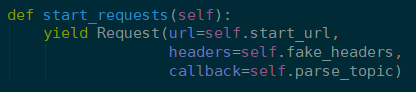 def start_requests(self):
    yield Request(url=self.start_url,
                  headers=self.fake_headers,
                  callback=self.parse_topic)